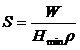 S = W / (H_min ρ)